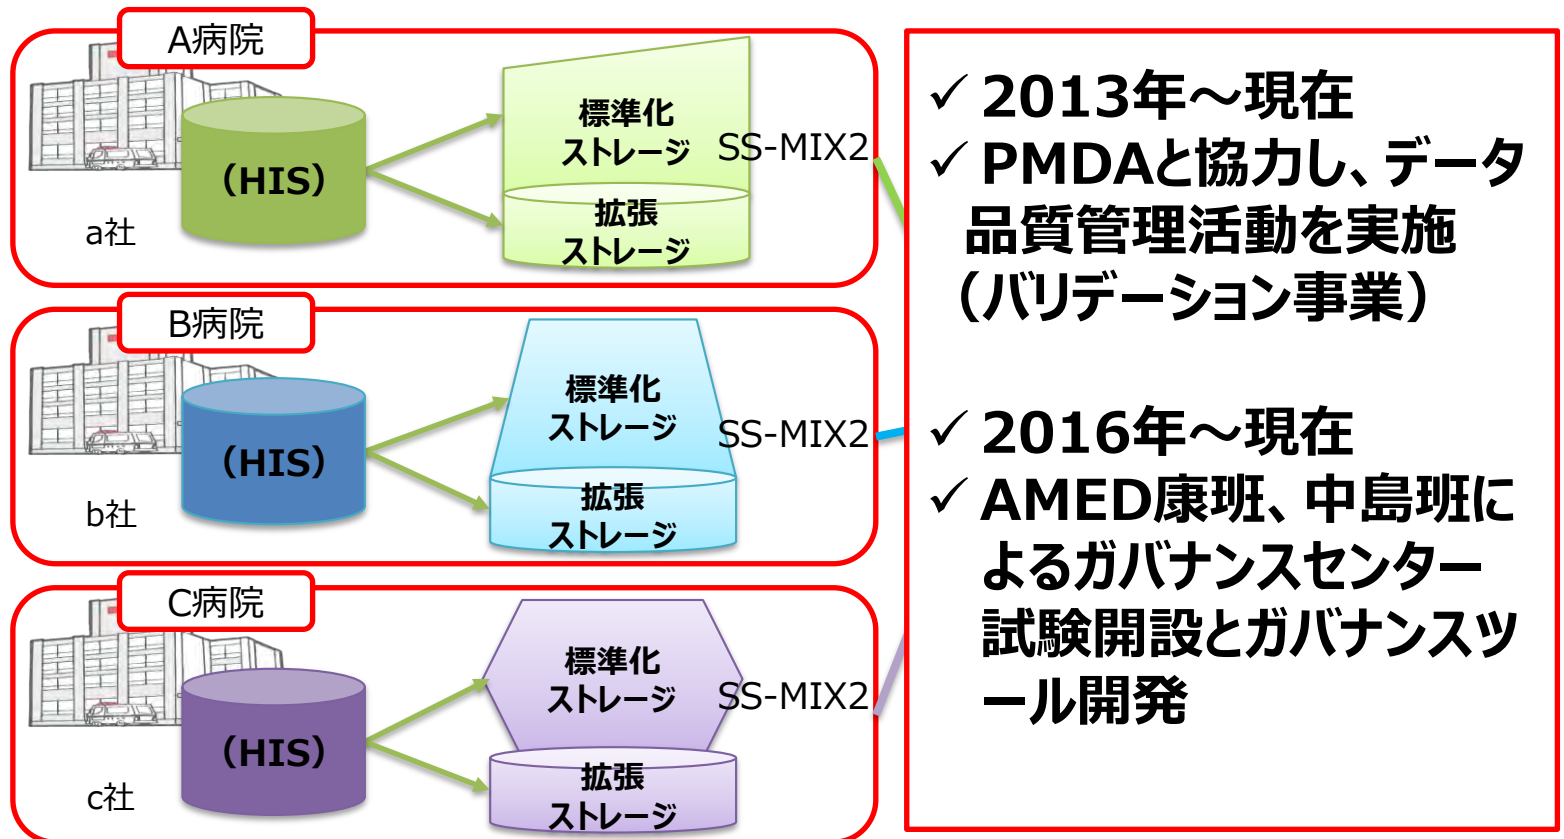 A病院
(HIS)
a社
標準化
ストレージ
SS-MIX2
拡張
ストレージ
B病院
(HIS)
b社
標準化
ストレージ
SS-MIX2
拡張
ストレージ
C病院
(HIS)
c社
標準化
ストレージ
SS-MIX2
拡張
ストレージ
✓ 2013年～現在
✓ PMDAと協力し、データ
品質管理活動を実施
（バリデーション事業）
✓ 2016年～現在
✓ AMED康班、中島班に
よるガバナンスセンター
試験開設とガバナンスツ
ール開発